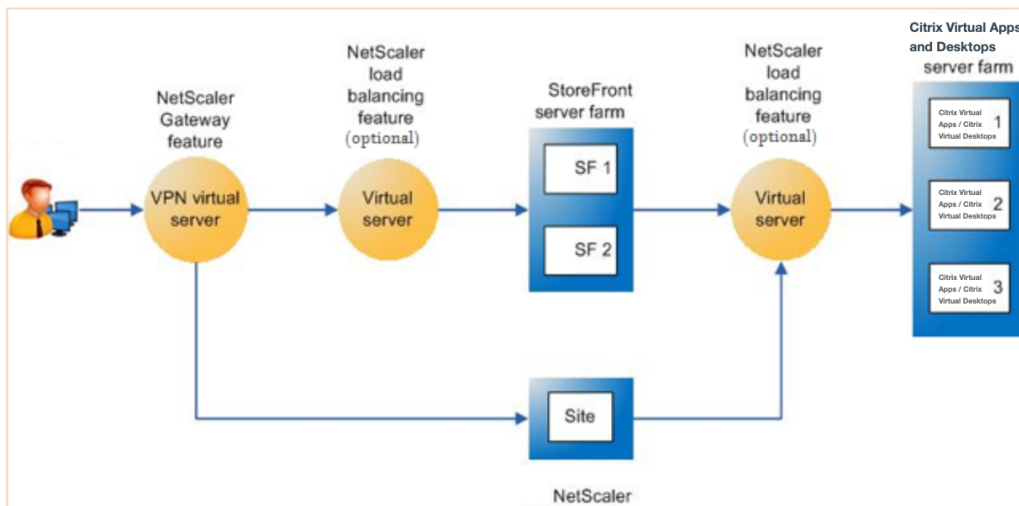 NetScaler
Gateway
feature
VPN virtual
server
NetScaler
load
balancing
feature
(optional)
Virtual
server
StoreFront
server farm
SF 1
SF 2
Site
NetScaler
NetScaler
load
balancing
feature
(optional)
Virtual
server
Citrix Virtual Apps
and Desktops
server farm
Citrix Virtual
Apps / Citrix
Virtual Desktops
1
Citrix Virtual
Apps / Citrix
Virtual Desktops
2
Citrix Virtual
Apps / Citrix
Virtual Desktops
3